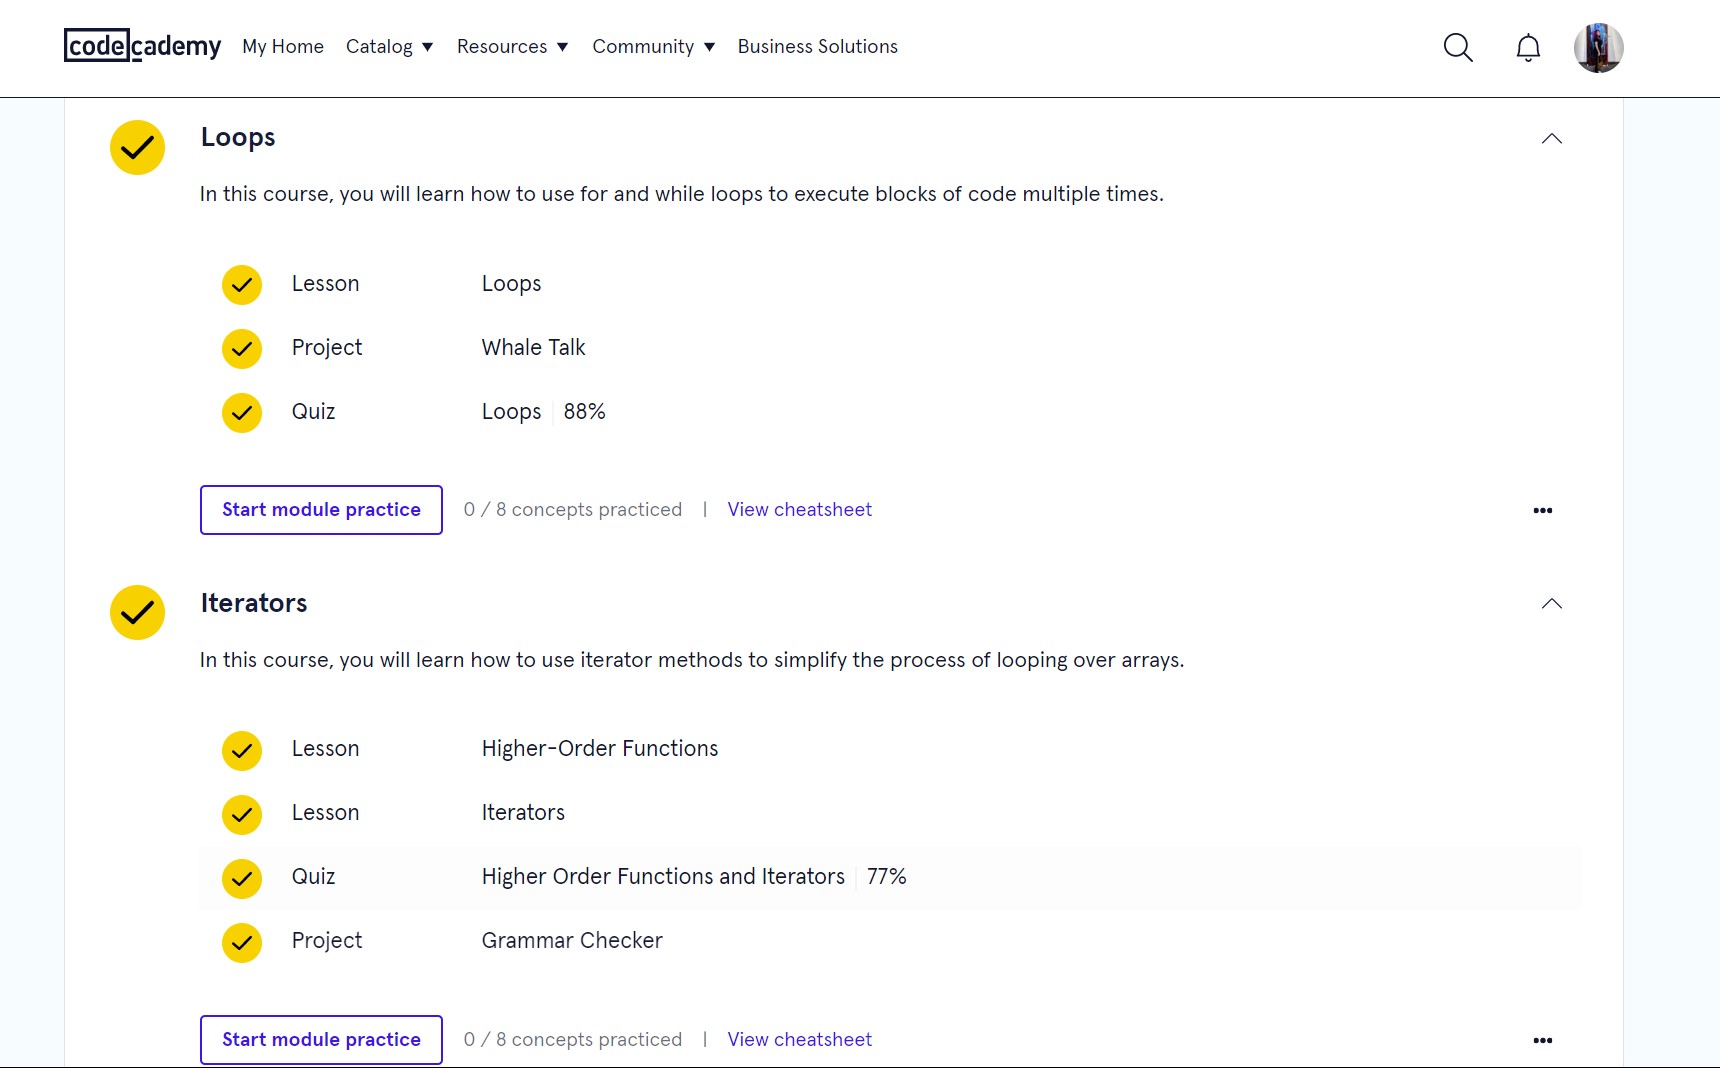 codecademy My Home Catalog ▼ Resources ▼ Community ▼ Business Solutions
Loops
In this course, you will learn how to use for and while loops to execute blocks of code multiple times.
Lesson Loops
Project Whale Talk
Quiz Loops 88%
Start module practice 0 / 8 concepts practiced | View cheatsheet •••
Iterators
In this course, you will learn how to use iterator methods to simplify the process of looping over arrays.
Lesson Higher-Order Functions
Lesson Iterators
Quiz Higher Order Functions and Iterators 77%
Project Grammar Checker
Start module practice 0 / 8 concepts practiced | View cheatsheet •••